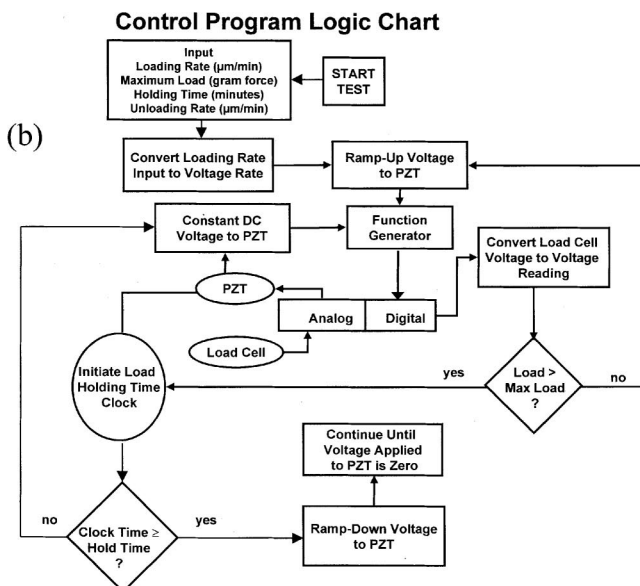 Control Program Logic Chart
(b)
Input
Loading Rate (μm/min)
Maximum Load (gram force)
Holding Time (minutes)
Unloading Rate (μm/min)
START
TEST
Convert Loading Rate
Input to Voltage Rate
Ramp-Up Voltage
to PZT
Constant DC
Voltage to PZT
Function
Generator
Convert Load Cell
Voltage to Voltage
Reading
PZT
Analog
Digital
Load Cell
Initiate Load
Holding Time
Clock
yes
Load >
Max Load
?
no
Continue Until
Voltage Applied
to PZT is Zero
no
Clock Time ≥
Hold Time
?
yes
Ramp-Down Voltage
to PZT